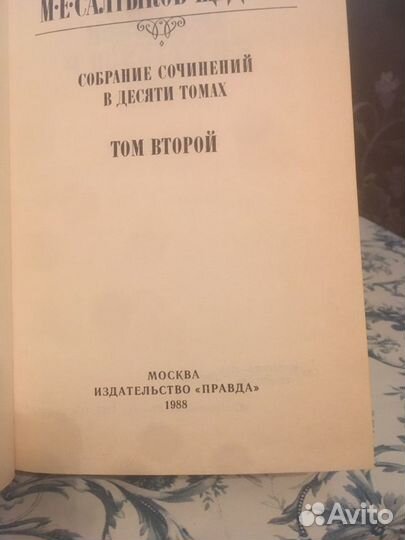 М·Е·САЛТЫКОВ
СОБРАНИЕ СОЧИНЕНИЙ
В ДЕСЯТИ ТОМАХ
ТОМ ВТОРОЙ
МОСКВА
ИЗДАТЕЛЬСТВО «ПРАВДА»
1988
Avito